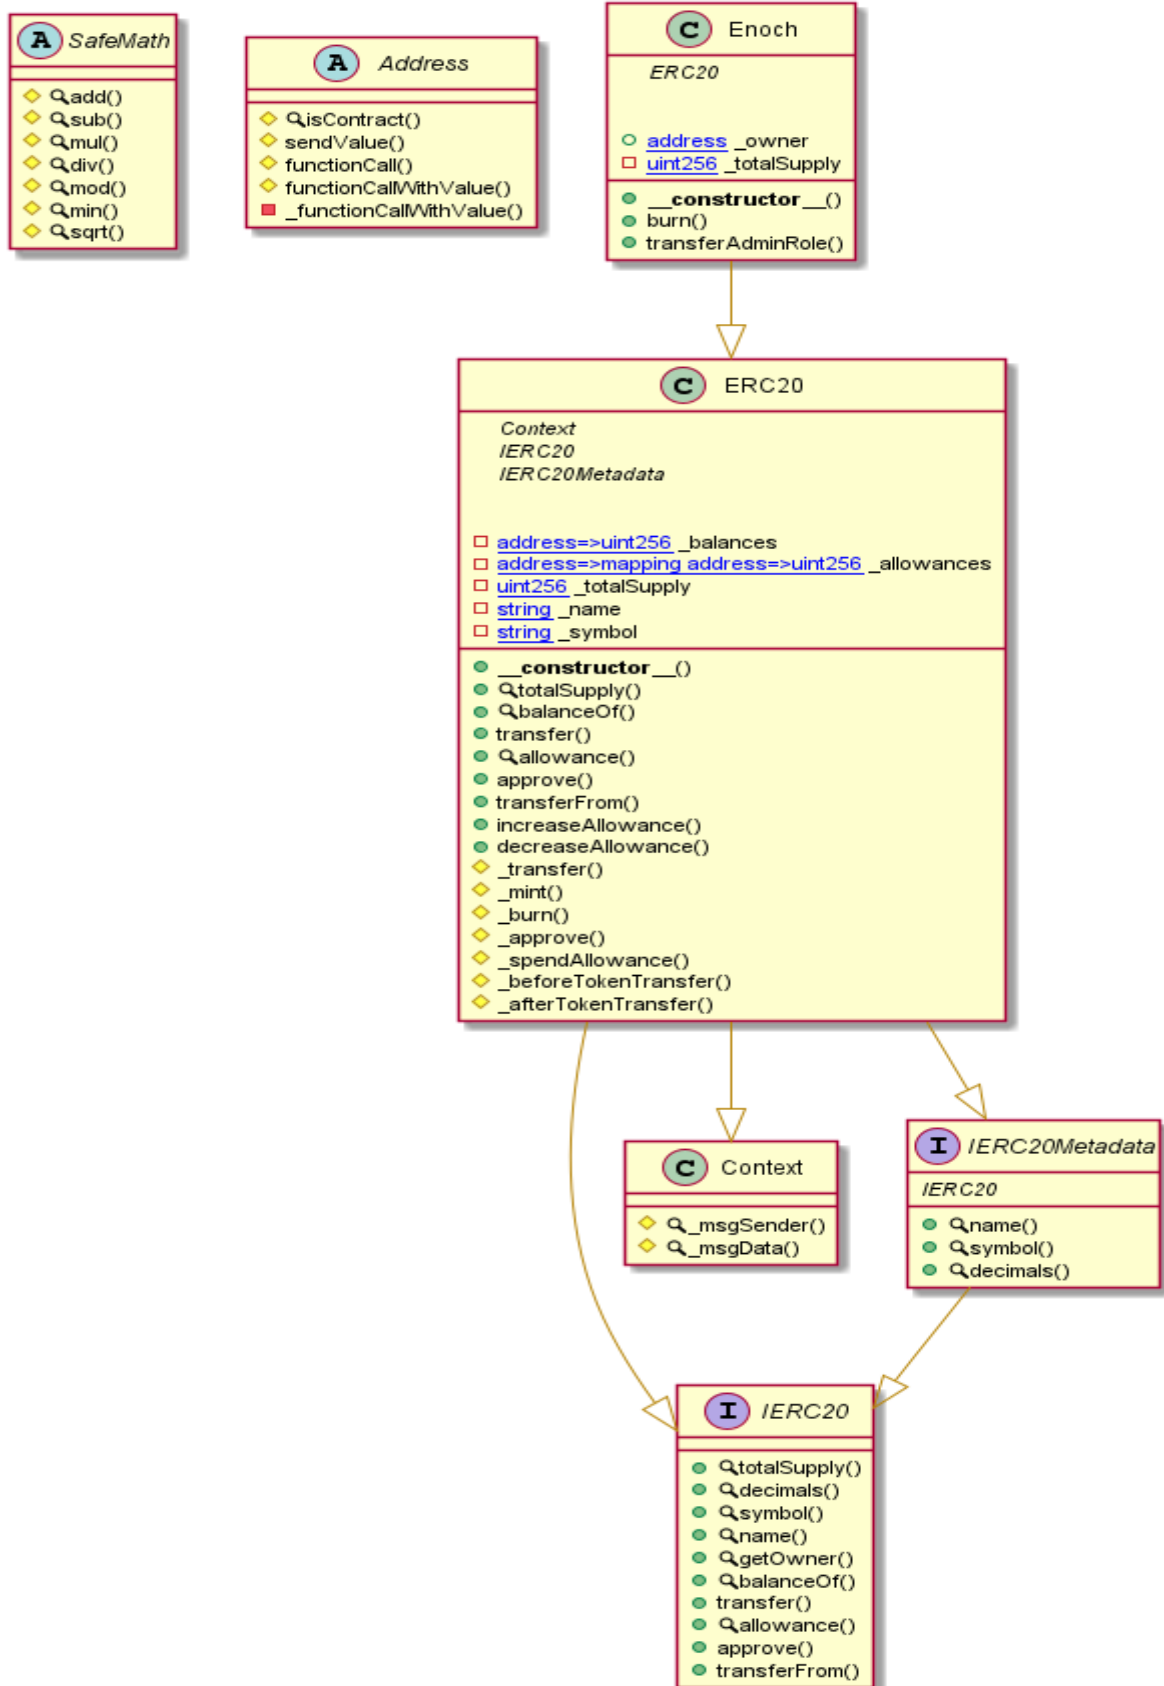 A SafeMath
add()
sub()
mul()
div()
mod()
min()
sqrt()
A Address
isContract()
sendValue()
functionCall()
functionCallWithValue()
_functionCallWithValue()
C Enoch
ERC20
address _owner
uint256 _totalSupply
__constructor__()
burn()
transferAdminRole()
C ERC20
Context
IERC20
IERC20Metadata
address=>uint256 _balances
address=>mapping address=>uint256 _allowances
uint256 _totalSupply
string _name
string _symbol
__constructor__()
totalSupply()
balanceOf()
transfer()
allowance()
approve()
transferFrom()
increaseAllowance()
decreaseAllowance()
_transfer()
_mint()
_burn()
_approve()
_spendAllowance()
_beforeTokenTransfer()
_afterTokenTransfer()
C Context
_msgSender()
_msgData()
I IERC20Metadata
IERC20
name()
symbol()
decimals()
I IERC20
totalSupply()
decimals()
symbol()
name()
getOwner()
balanceOf()
transfer()
allowance()
approve()
transferFrom()